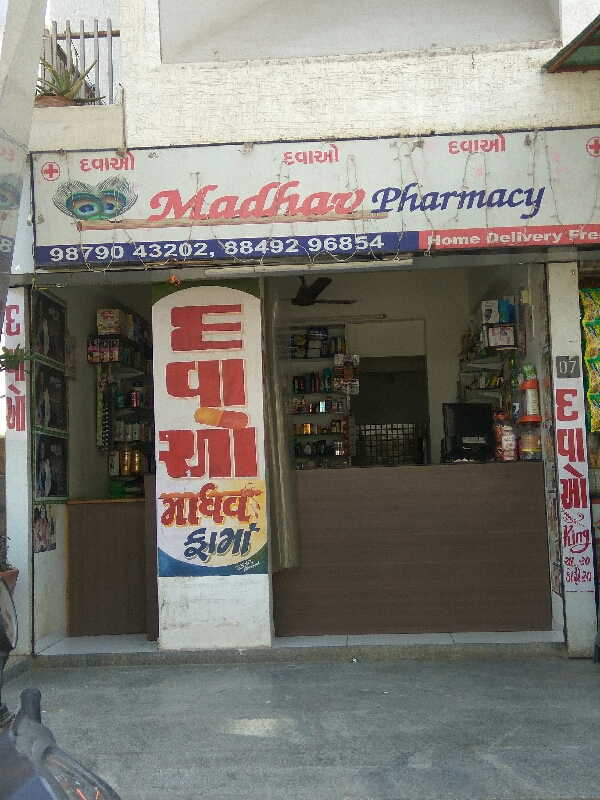 દવાઓ દવાઓ દવાઓ
Madhav Pharmacy
98790 43202, 88492 96854
Home Delivery Free
દવાઓ
માધવ
ફાર્મા
07
દવાઓ
King